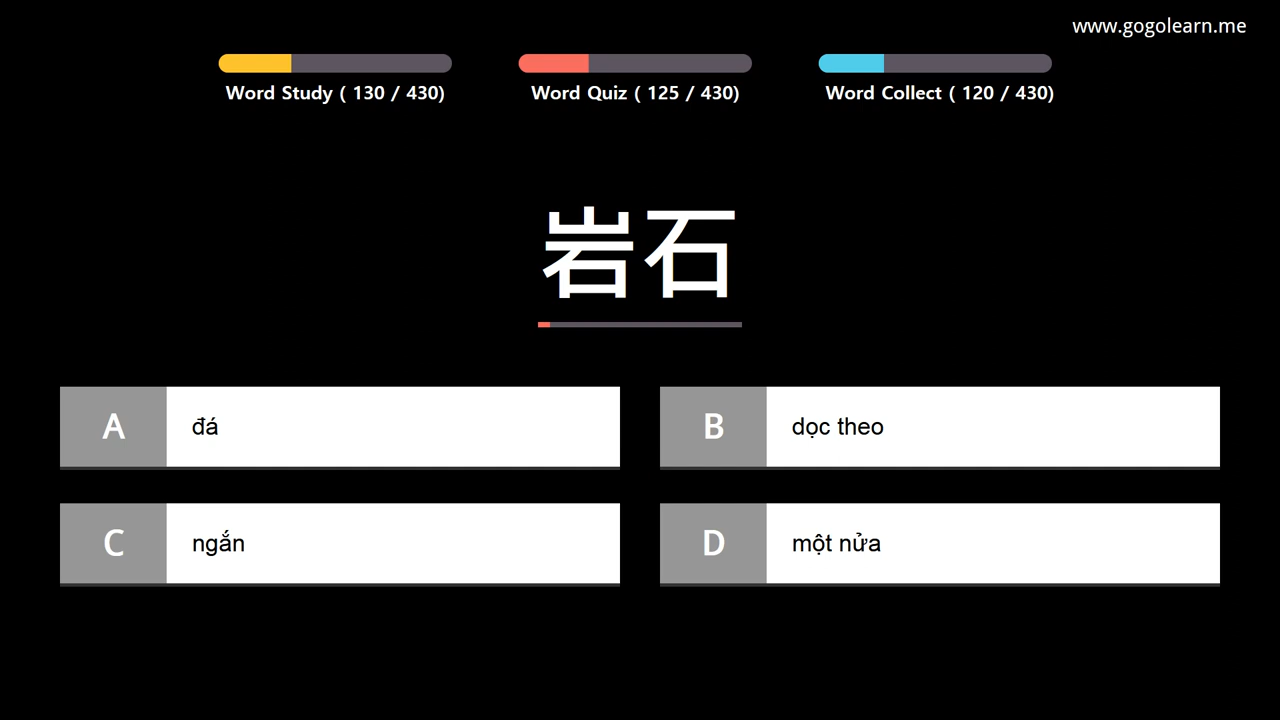 www.gogolearn.me
Word Study ( 130 / 430)
Word Quiz ( 125 / 430)
Word Collect ( 120 / 430)
岩石
A đá
B dọc theo
C ngắn
D một nửa